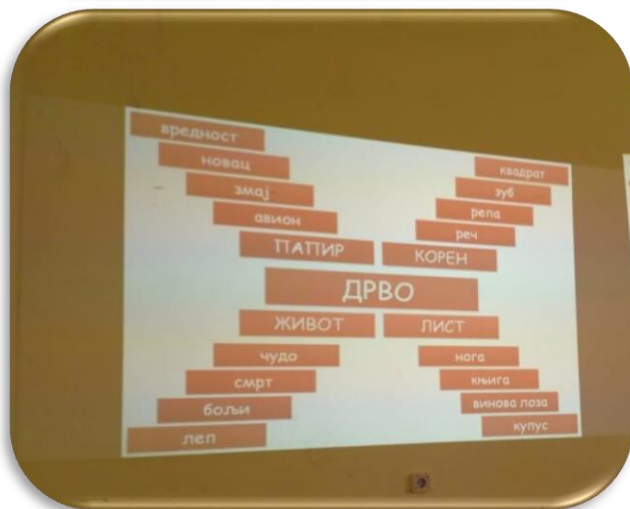 вредност
новац
змај
авион
ПАПИР
квадрат
зуб
репа
реч
КОРЕН
ДРВО
ЖИВОТ
чудо
смрт
бољи
леп
ЛИСТ
нога
књига
винова лоза
купус